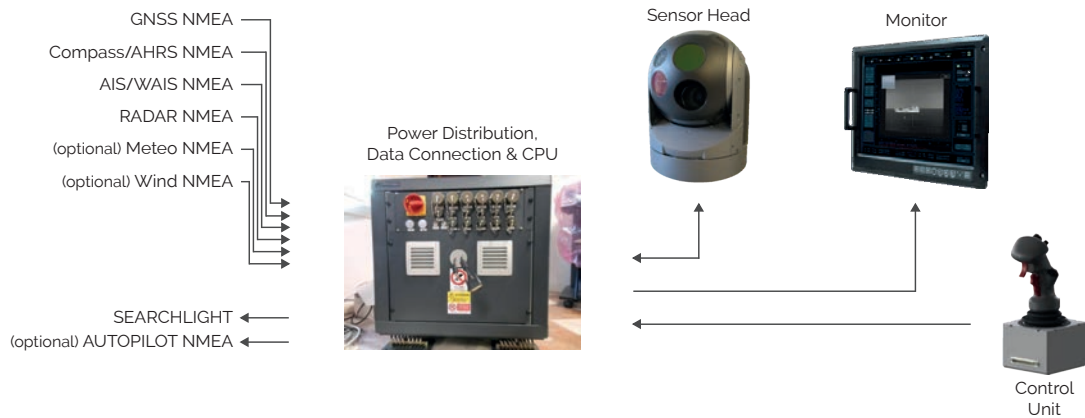 GNSS NMEA
Compass/AHRS NMEA
AIS/WAIS NMEA
RADAR NMEA
(optional) Meteo NMEA
(optional) Wind NMEA
SEARCHLIGHT
(optional) AUTOPILOT NMEA
Power Distribution,
Data Connection & CPU
Sensor Head
Monitor
Control
Unit